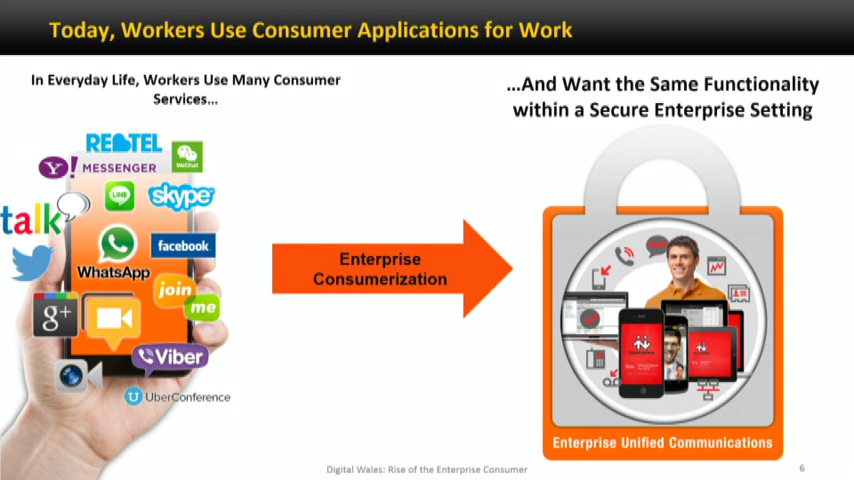 Today, Workers Use Consumer Applications for Work
In Everyday Life, Workers Use Many Consumer
Services...
...And Want the Same Functionality
within a Secure Enterprise Setting
REBTEL
Y! MESSENGER
WeChat
LINE
skype
talk
WhatsApp
facebook
join
me
g+
Viber
U UberConference
Enterprise
Consumerization
Enterprise Unified Communications
Digital Wales: Rise of the Enterprise Consumer
6